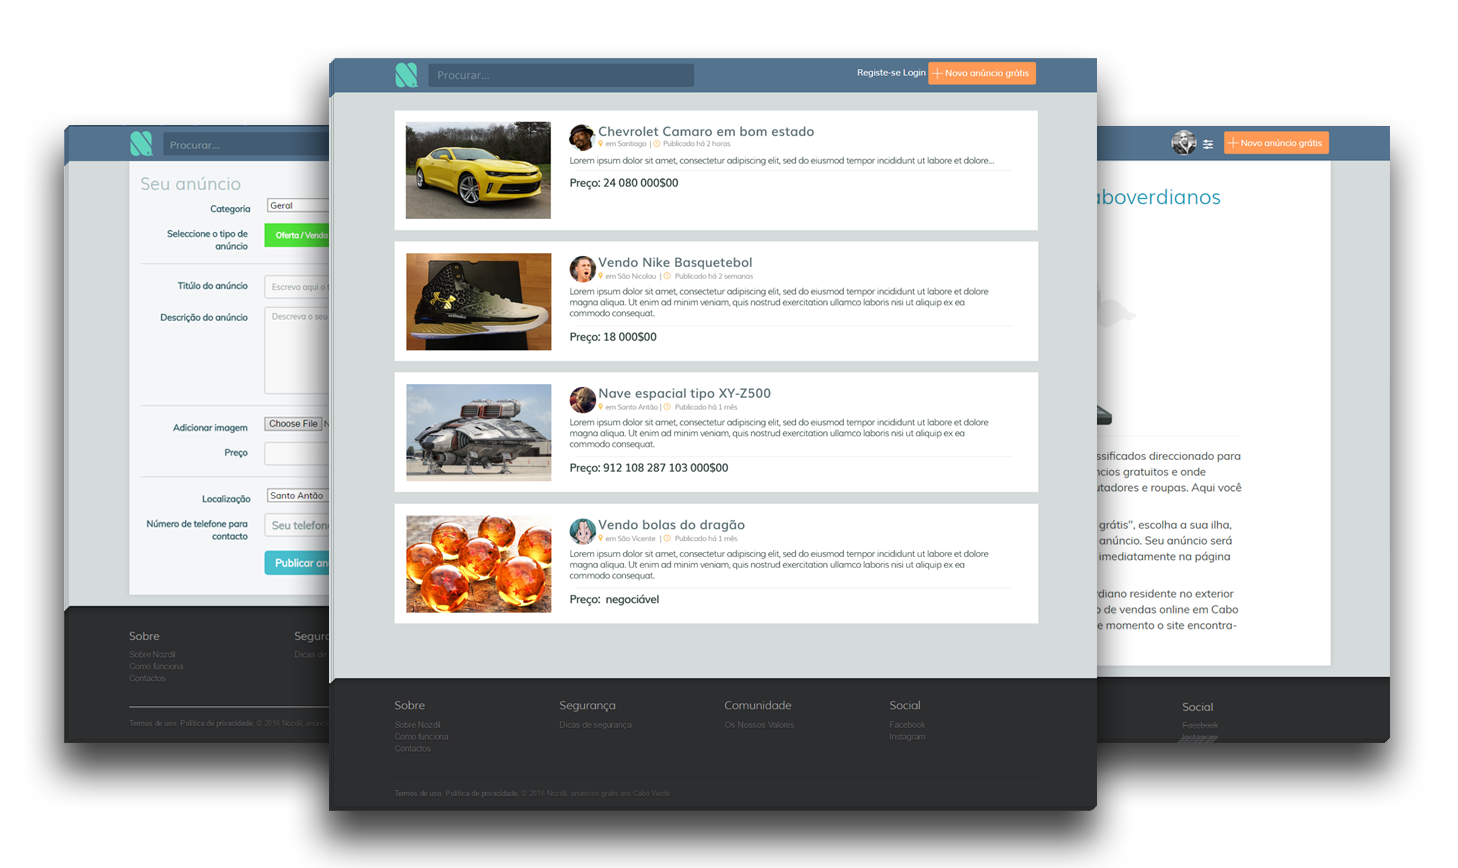 Procurar...
Seu anúncio
Categoria
Geral
Seleccione o tipo de
anúncio
Oferta / Venda
Titúlo do anúncio
Escreva aqui o
Descrição do anúncio
Descreva o seu
Adicionar imagem
Choose File
Preço
Localização
Santo Antão
Número de telefone para
contacto
Seu telefon
Publicar an
Sobre
Sobre Nozdil
Como funciona
Contactos
Segur
Dicas de
Termos de uso. Politica de privacidade. © 2016 Nozdil, anúncio
Procurar...
Registe-se Login
Novo anúncio grátis
Chevrolet Camaro em bom estado
em Santiago | Publicado há 2 horas
Lorem ipsum dolor sit amet, consectetur adipiscing elit, sed do eiusmod tempor incididunt ut labore et dolore...
Preço: 24 080 000$00
Vendo Nike Basquetebol
em São Nicolau | Publicado há 2 semanas
Lorem ipsum dolor sit amet, consectetur adipiscing elit, sed do eiusmod tempor incididunt ut labore et dolore
magna aliqua. Ut enim ad minim veniam, quis nostrud exercitation ullamco laboris nisi ut aliquip ex ea
commodo consequat.
Preço: 18 000$00
Nave espacial tipo XY-Z500
em Santo Antão | Publicado há 1 mês
Lorem ipsum dolor sit amet, consectetur adipiscing elit, sed do eiusmod tempor incididunt ut labore et dolore
magna aliqua. Ut enim ad minim veniam, quis nostrud exercitation ullamco laboris nisi ut aliquip ex ea
commodo consequat.
Preço: 912 108 287 103 000$00
Vendo bolas do dragão
em São Vicente | Publicado há 1 mês
Lorem ipsum dolor sit amet, consectetur adipiscing elit, sed do eiusmod tempor incididunt ut labore et dolore
magna aliqua. Ut enim ad minim veniam, quis nostrud exercitation ullamco laboris nisi ut aliquip ex ea
commodo consequat.
Preço: negociável
Sobre
Sobre Nozdil
Como funciona
Contactos
Segurança
Dicas de segurança
Comunidade
Os Nossos Valores
Social
Facebook
Instagram
Termos de uso. Politica de privacidade. © 2016 Nozdil, anúncios grátis em Cabo Verde
Novo anúncio grátis
aboverdianos
ssificados direccionado para
ncios gratuitos e onde
utadores e roupas. Aqui você
grátis", escolha a sua ilha,
anúncio. Seu anúncio será
imediatamente na página
rdiano residente no exterior
o de vendas online em Cabo
e momento o site encontra-
Social
Facebook
Instagram